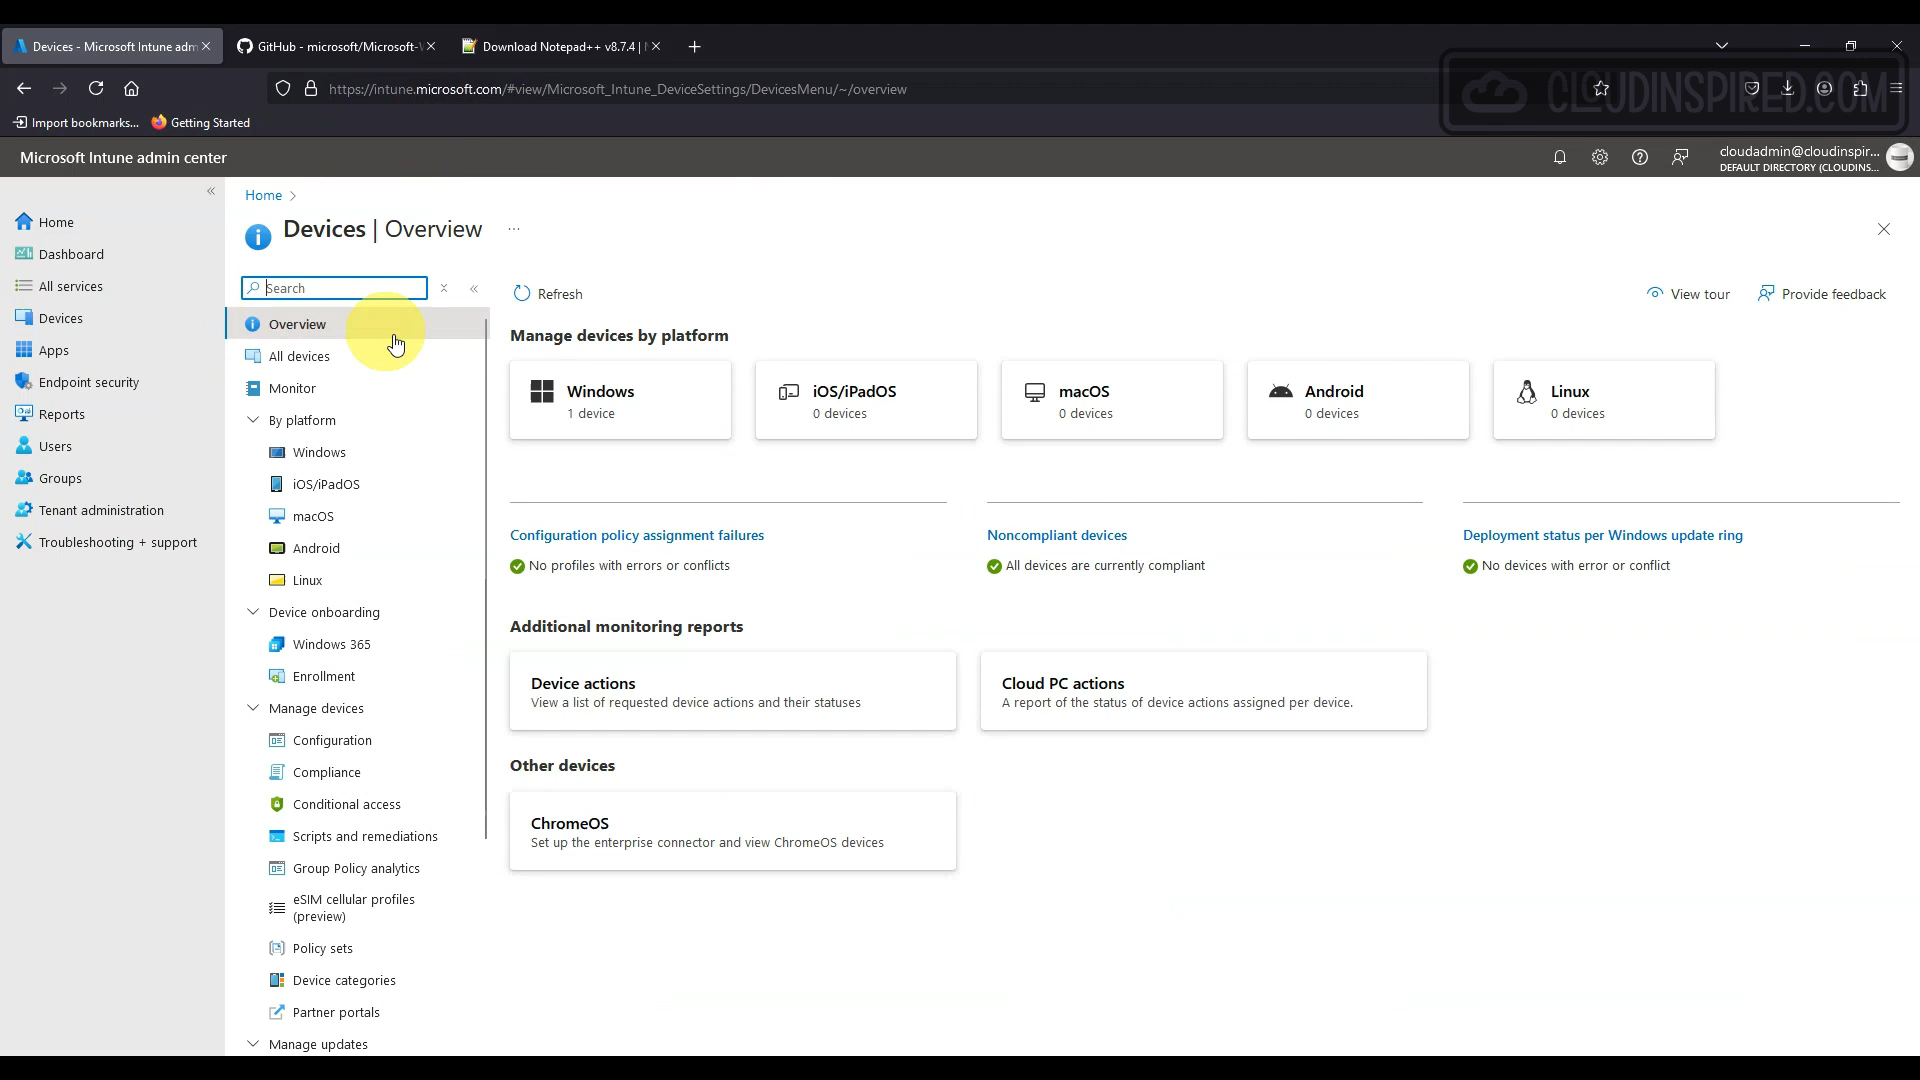 Devices - Microsoft Intune adm
GitHub - microsoft/Microsoft-
Download Notepad++ v8.7.4 |
https://intune.microsoft.com/#view/Microsoft_Intune_DeviceSettings/DevicesMenu/~/overview
CLOUDINSPIRED.COM
Import bookmarks...
Getting Started
Microsoft Intune admin center
cloudadmin@cloudinspir...
DEFAULT DIRECTORY (CLOUDINS...
Home
Dashboard
All services
Devices
Apps
Endpoint security
Reports
Users
Groups
Tenant administration
Troubleshooting + support
Home
Devices | Overview
Search
Overview
All devices
Monitor
By platform
Windows
iOS/iPadOS
macOS
Android
Linux
Device onboarding
Windows 365
Enrollment
Manage devices
Configuration
Compliance
Conditional access
Scripts and remediations
Group Policy analytics
eSIM cellular profiles
(preview)
Policy sets
Device categories
Partner portals
Manage updates
Refresh
View tour
Provide feedback
Manage devices by platform
Windows
1 device
iOS/iPadOS
0 devices
macOS
0 devices
Android
0 devices
Linux
0 devices
Configuration policy assignment failures
No profiles with errors or conflicts
Noncompliant devices
All devices are currently compliant
Deployment status per Windows update ring
No devices with error or conflict
Additional monitoring reports
Device actions
View a list of requested device actions and their statuses
Cloud PC actions
A report of the status of device actions assigned per device.
Other devices
ChromeOS
Set up the enterprise connector and view ChromeOS devices